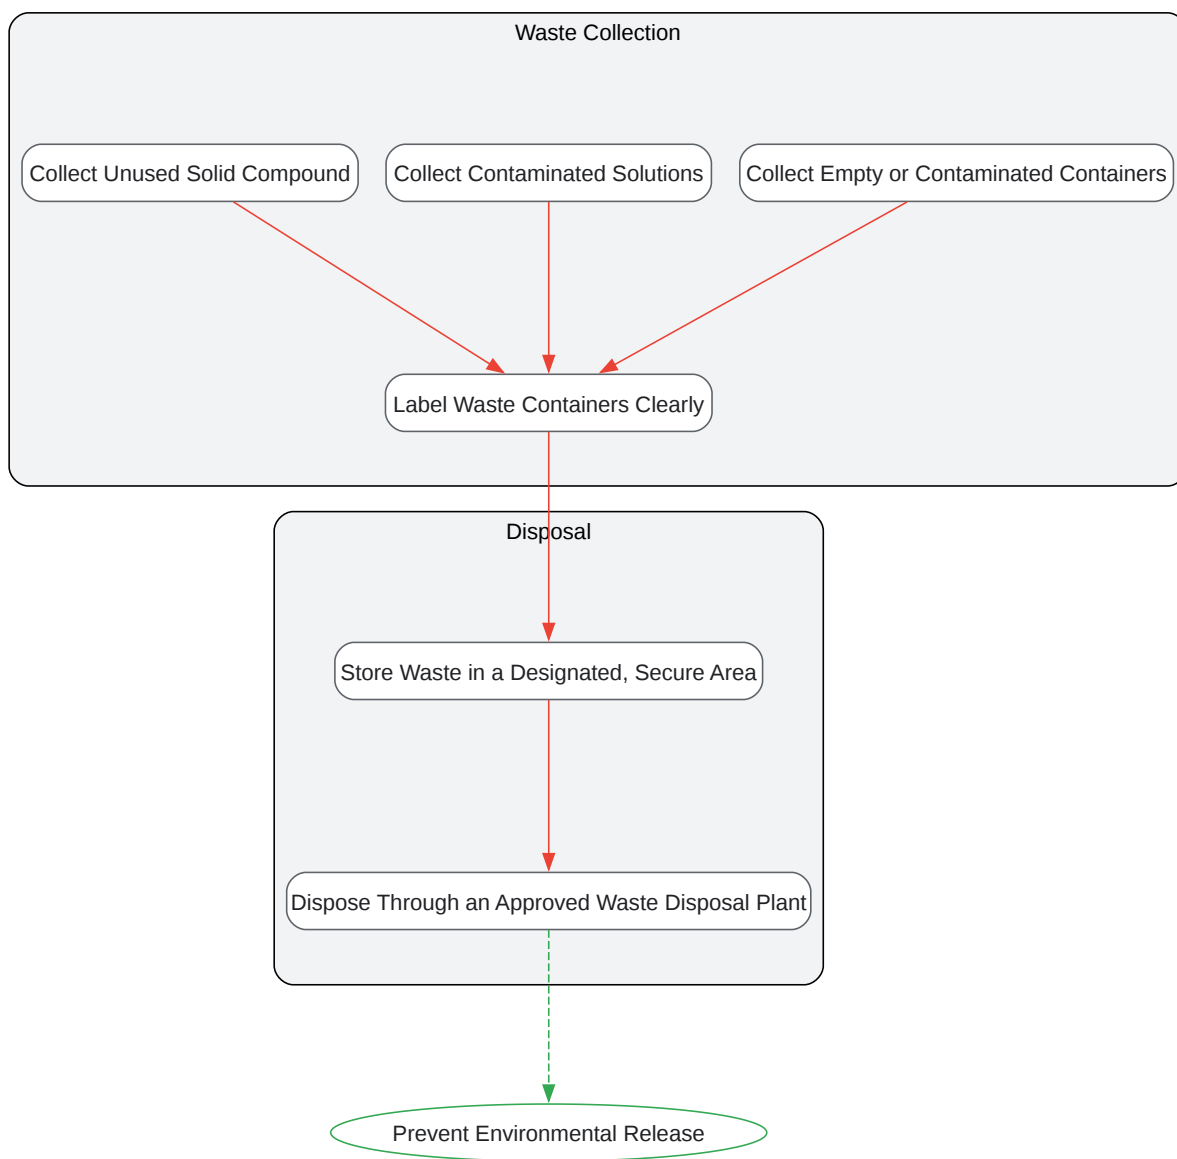 Waste Collection
Collect Unused Solid Compound
Collect Contaminated Solutions
Collect Empty or Contaminated Containers
Label Waste Containers Clearly
Disposal
Store Waste in a Designated, Secure Area
Dispose Through an Approved Waste Disposal Plant
Prevent Environmental Release